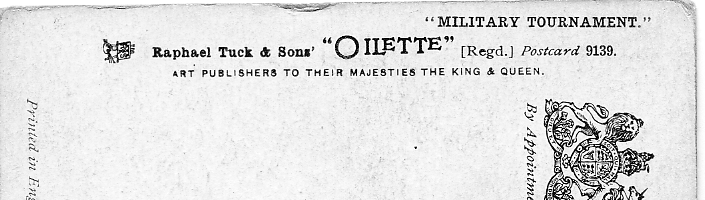 "MILITARY TOURNAMENT."
Raphael Tuck & Sons' "OILETTE" [Regd.] Postcard 9139.
ART PUBLISHERS TO THEIR MAJESTIES THE KING & QUEEN.
Printed in Eng
By Appointme